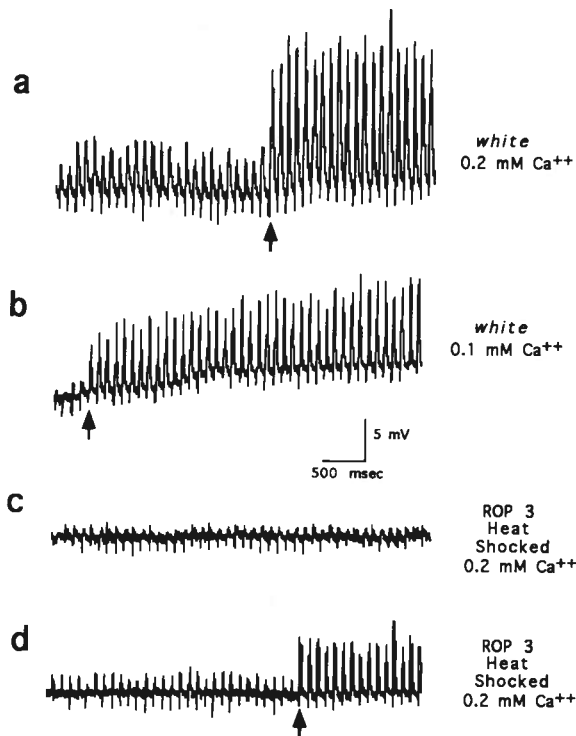 a
white
0.2 mM Ca++
b
white
0.1 mM Ca++
5 mV
500 msec
c
ROP 3
Heat
Shocked
0.2 mM Ca++
d
ROP 3
Heat
Shocked
0.2 mM Ca++